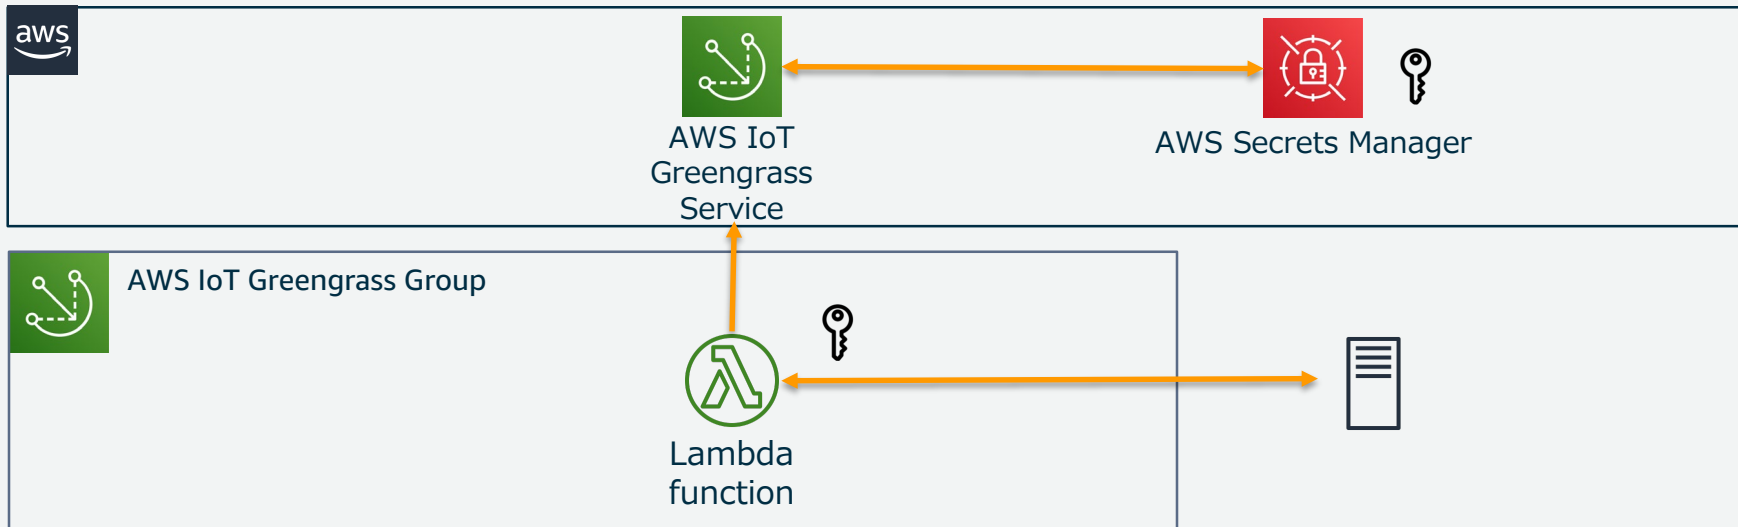 aws
AWS IoT
Greengrass
Service
AWS Secrets Manager
AWS IoT Greengrass Group
Lambda
function